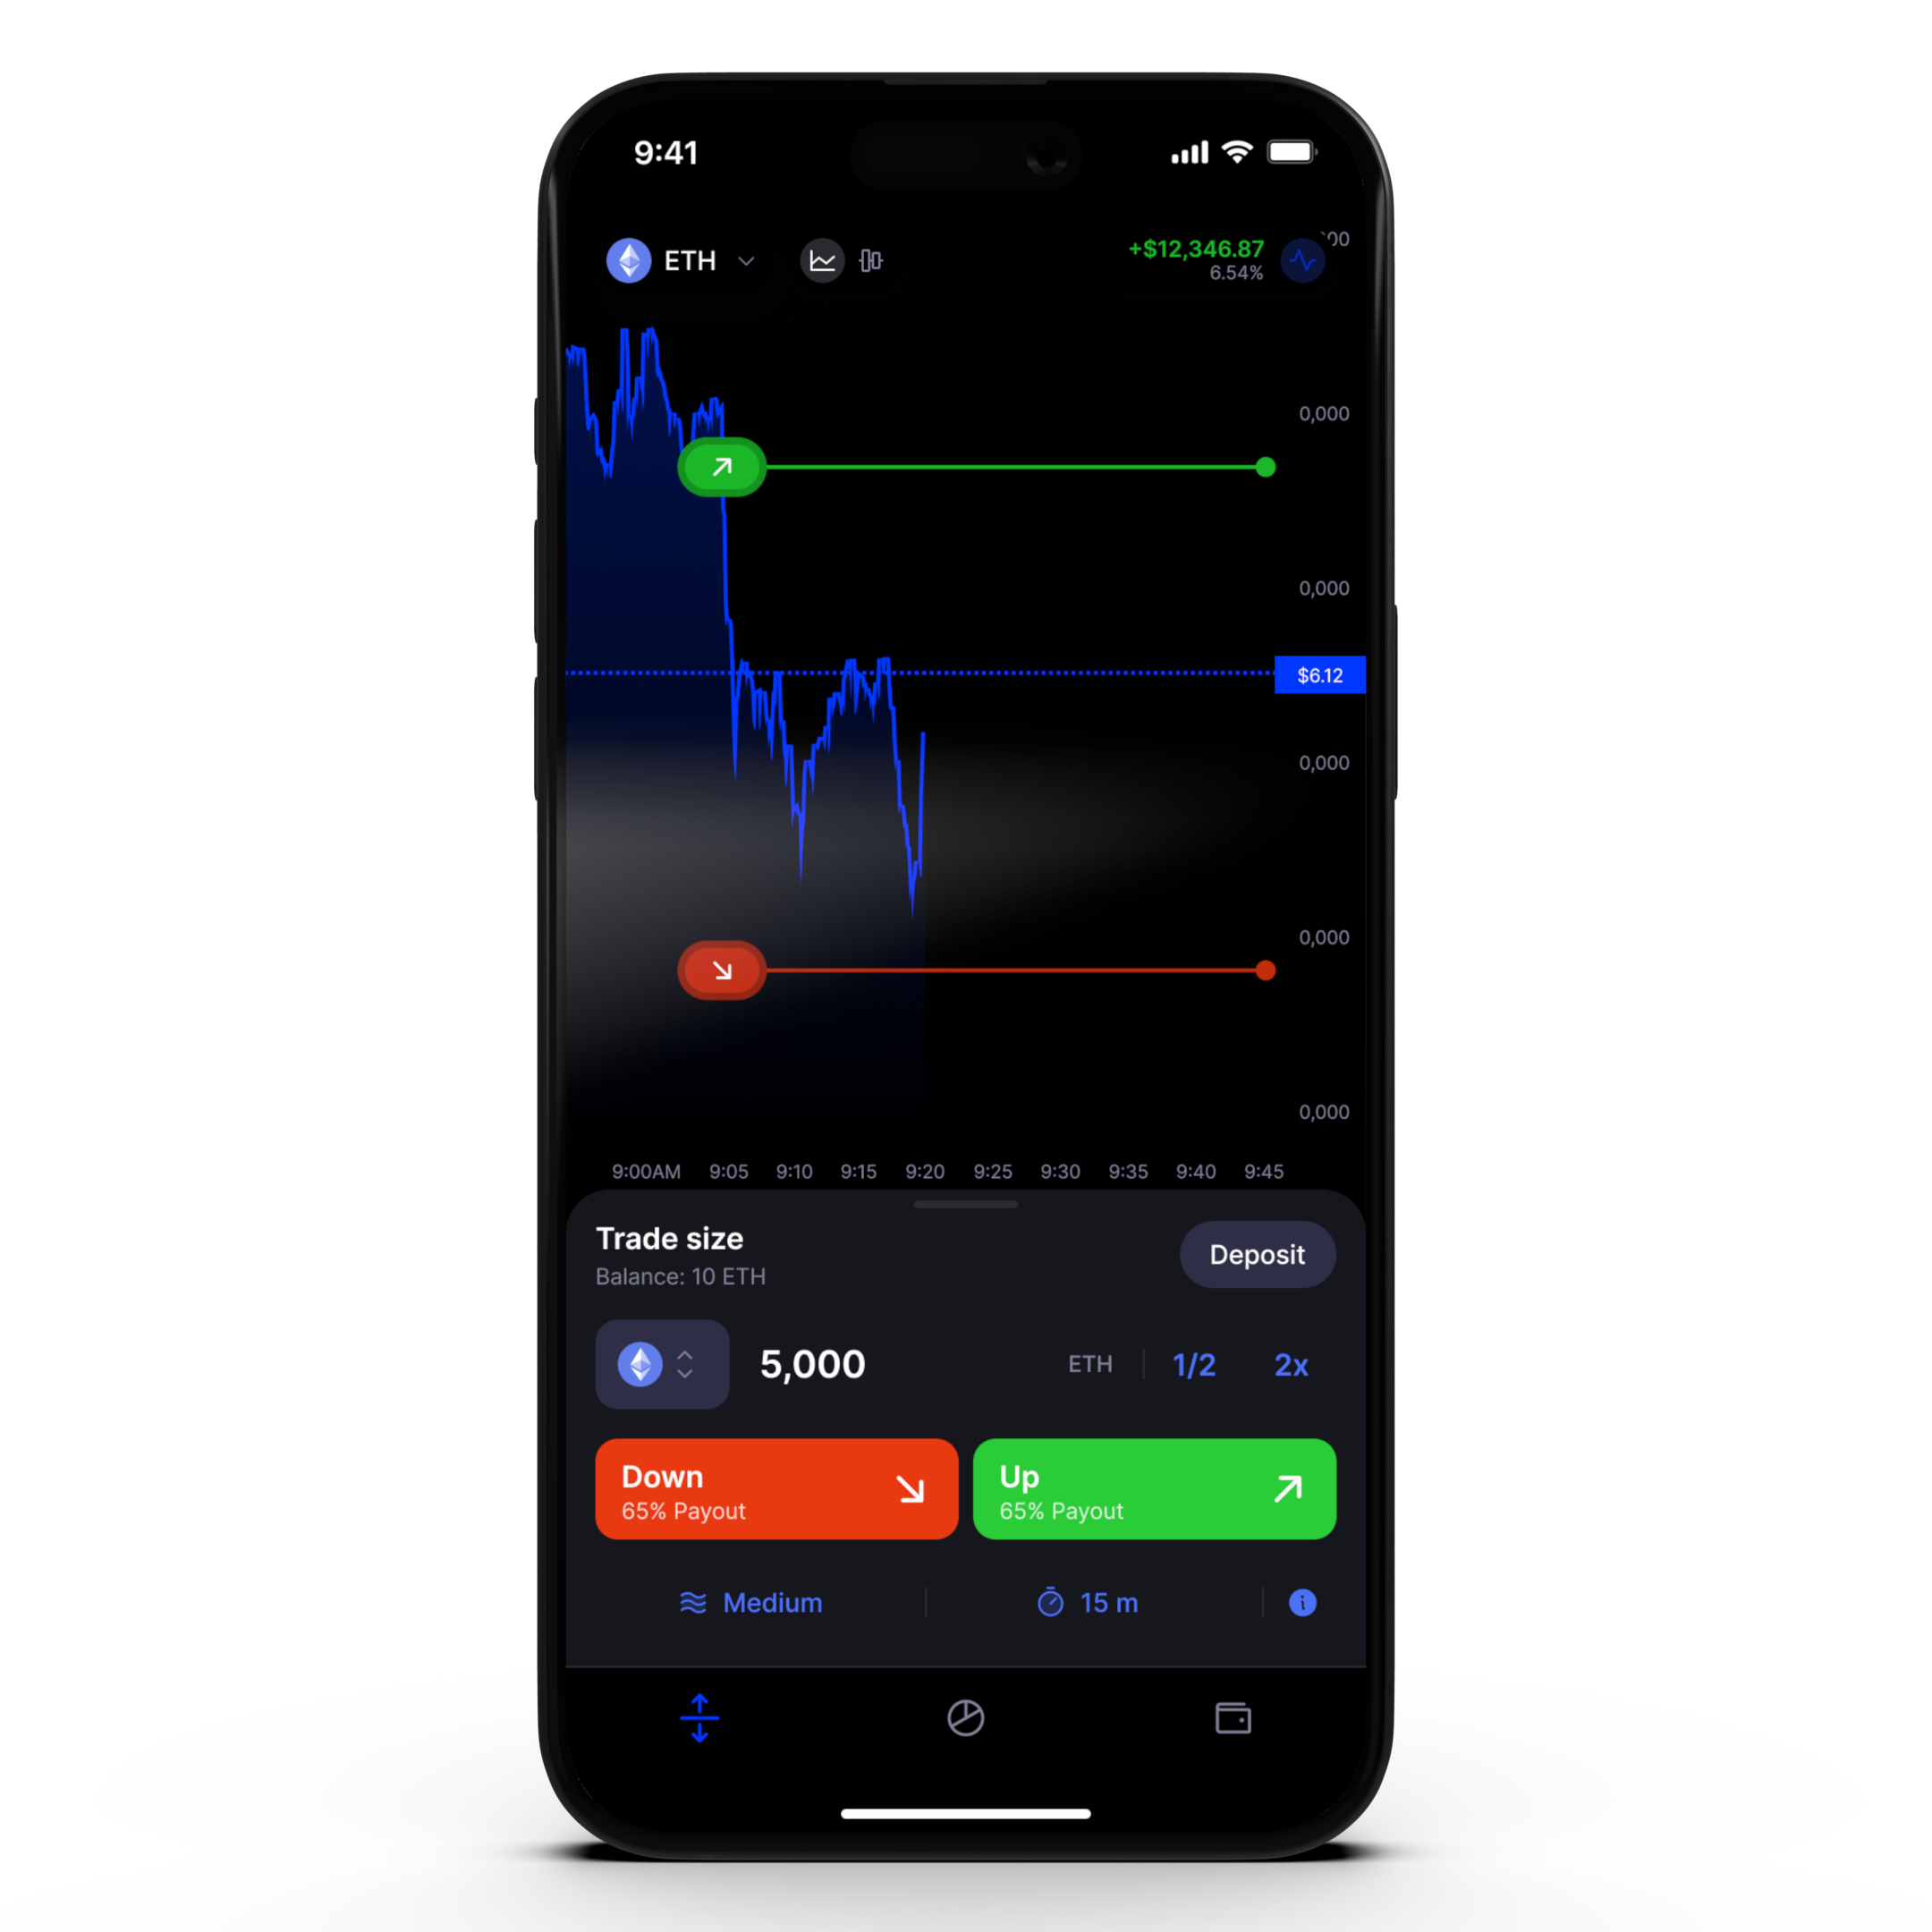 9:41
ETH
+$12,346.87
6.54%
00
0,000
0,000
$6.12
0,000
0,000
0,000
9:00AM 9:05 9:10 9:15 9:20 9:25 9:30 9:35 9:40 9:45
Trade size
Deposit
Balance: 10 ETH
5,000 ETH 1/2 2x
Down
65% Payout
Up
65% Payout
Medium 15 m